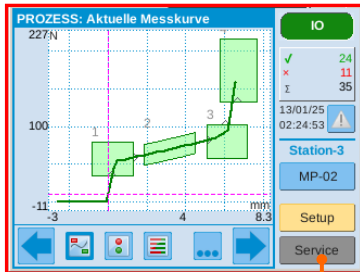 PROZESS: Aktuelle Messkurve
IO
227 N
✓ 24
× 11
Σ 35
1
2
3
100
13/01/25
02:24:53
Station-3
MP-02
-11
mm
-3
4
8.3
Setup
Service
...